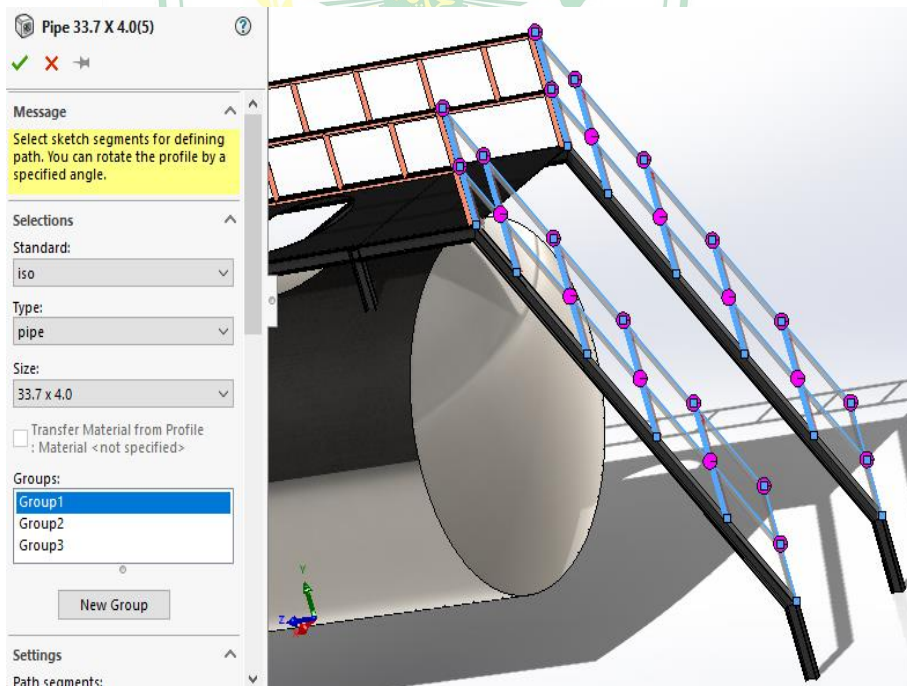 Pipe 33.7 X 4.0(5)
Message
Select sketch segments for defining
path. You can rotate the profile by a
specified angle.
Selections
Standard:
iso
Type:
pipe
Size:
33.7 x 4.0
Transfer Material from Profile
: Material <not specified>
Groups:
Group1
Group2
Group3
New Group
Settings
Path segments:
Y
Z